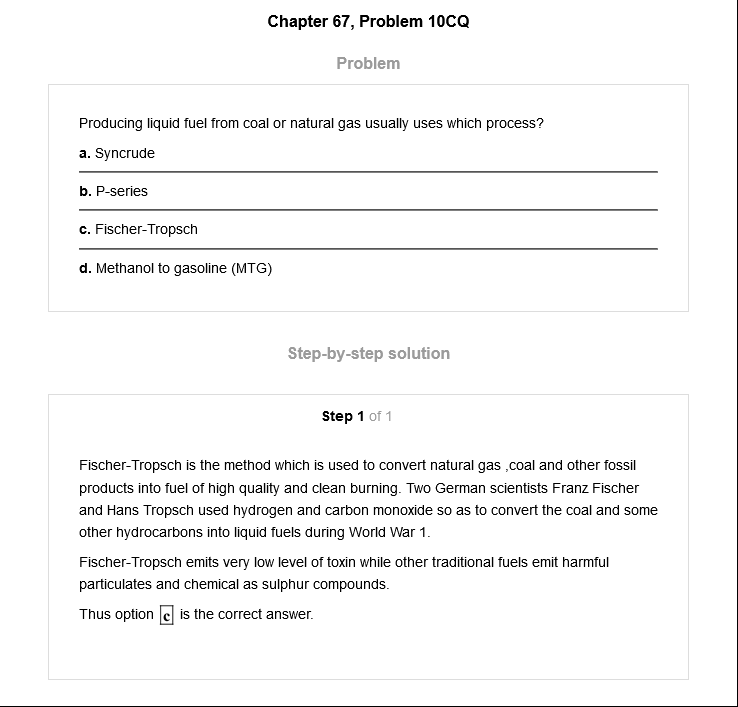 Chapter 67, Problem 10CQ
Problem
Producing liquid fuel from coal or natural gas usually uses which process?
a. Syncrude
b. P-series
c. Fischer-Tropsch
d. Methanol to gasoline (MTG)
Step-by-step solution
Step 1 of 1
Fischer-Tropsch is the method which is used to convert natural gas ,coal and other fossil
products into fuel of high quality and clean burning. Two German scientists Franz Fischer
and Hans Tropsch used hydrogen and carbon monoxide so as to convert the coal and some
other hydrocarbons into liquid fuels during World War 1.
Fischer-Tropsch emits very low level of toxin while other traditional fuels emit harmful
particulates and chemical as sulphur compounds.
Thus option c is the correct answer.